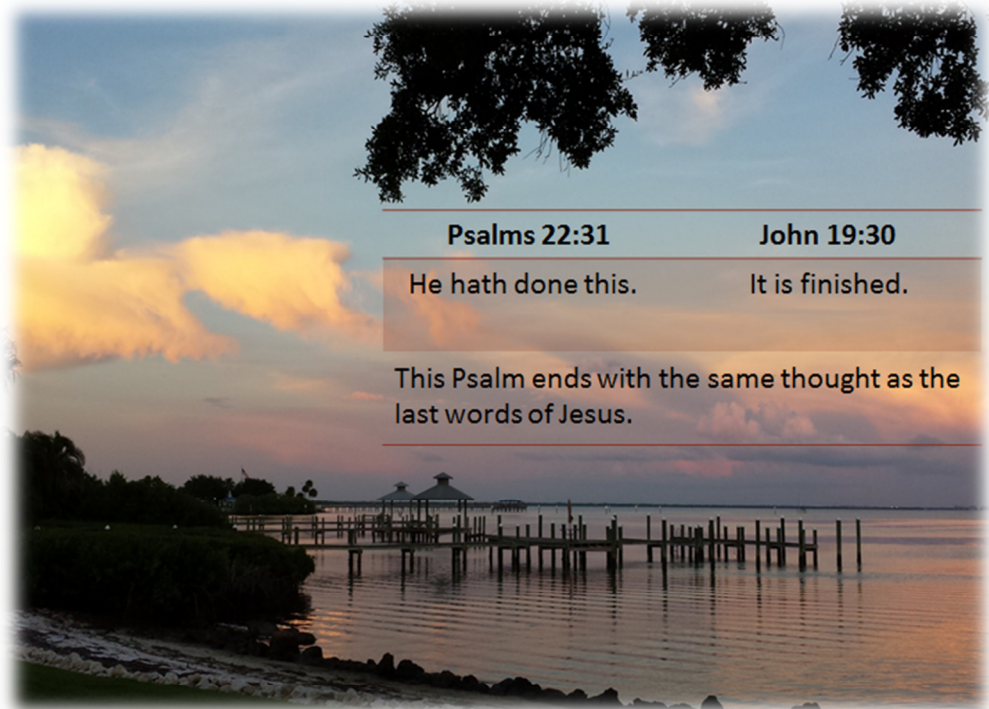 Psalms 22:31 John 19:30
He hath done this. It is finished.
This Psalm ends with the same thought as the
last words of Jesus.